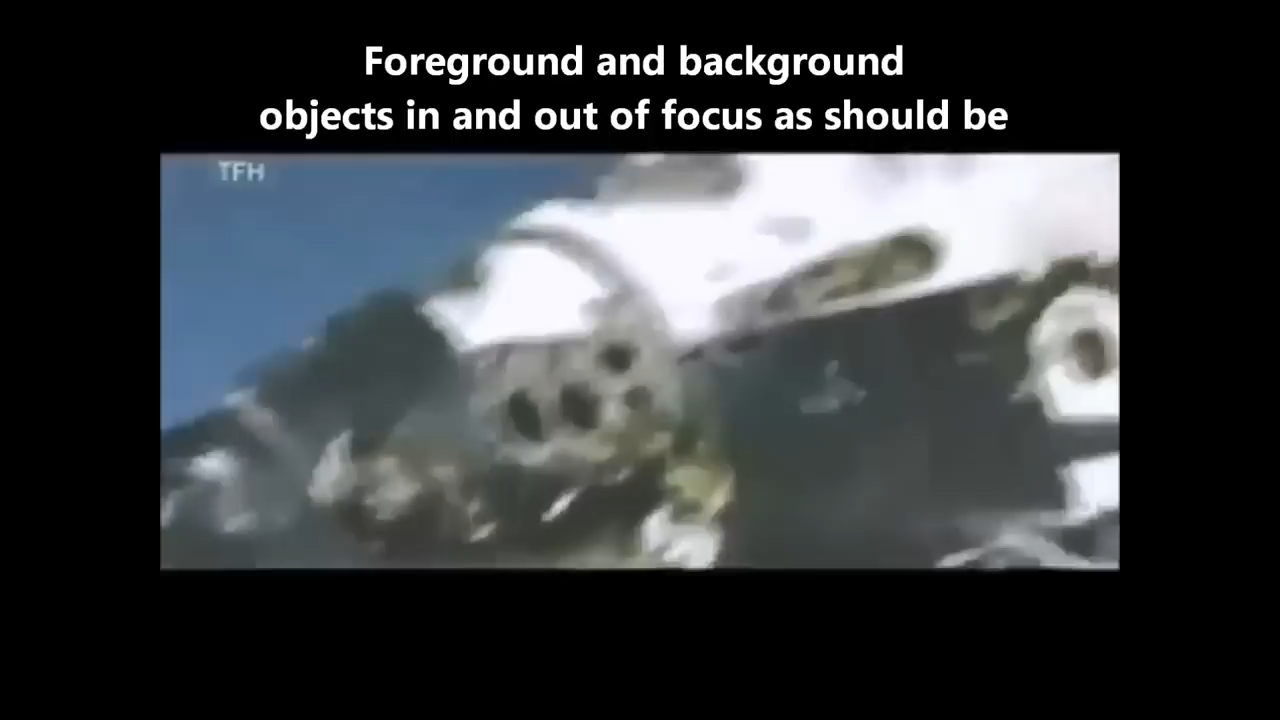 Foreground and background
objects in and out of focus as should be
TFH